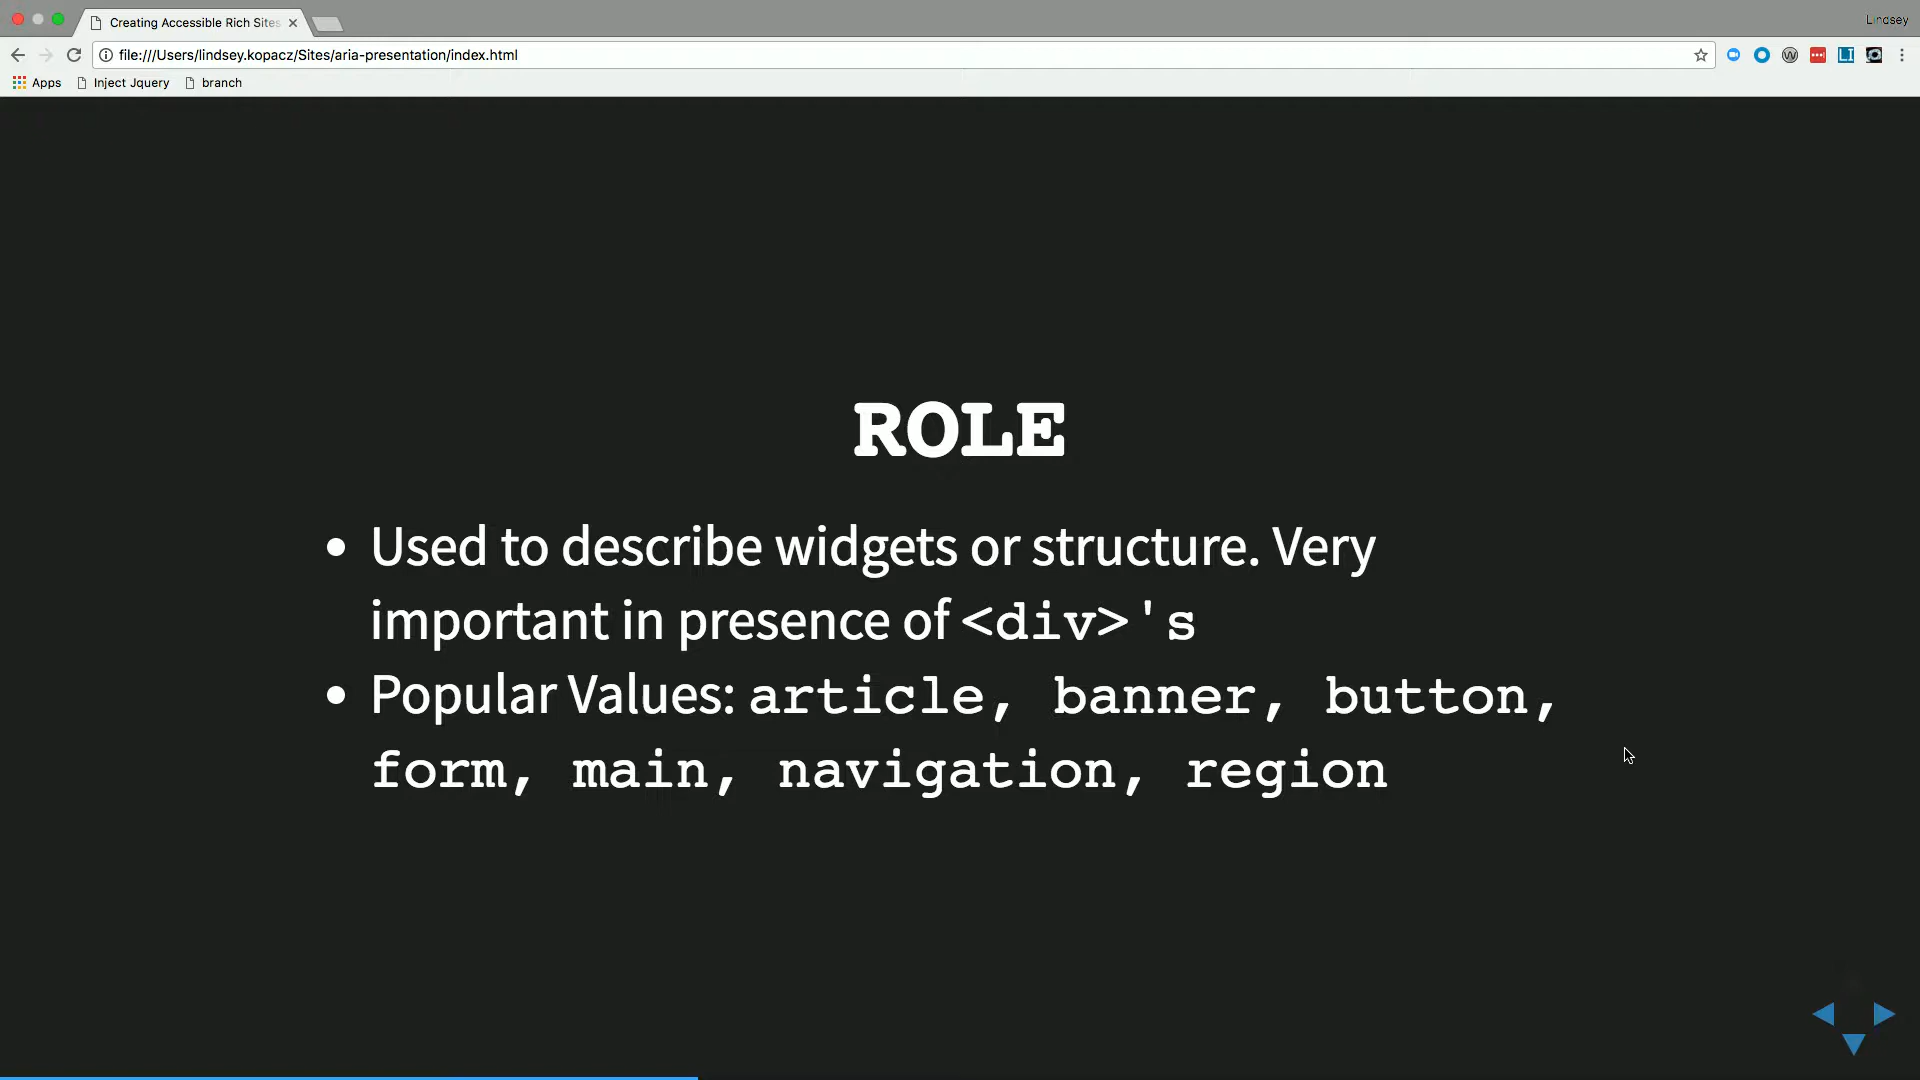 Creating Accessible Rich Sites
Lindsey
file:///Users/lindsey.kopacz/Sites/aria-presentation/index.html
Apps Inject Jquery branch
ROLE
• Used to describe widgets or structure. Very
important in presence of <div>'s
• Popular Values: article, banner, button,
form, main, navigation, region